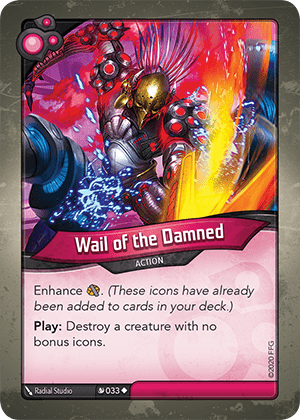 Wail of the Damned
ACTION
Enhance . (These icons have already
been added to cards in your deck.)
Play: Destroy a creature with no
bonus icons.
©2020 FFG
Radial Studio
033